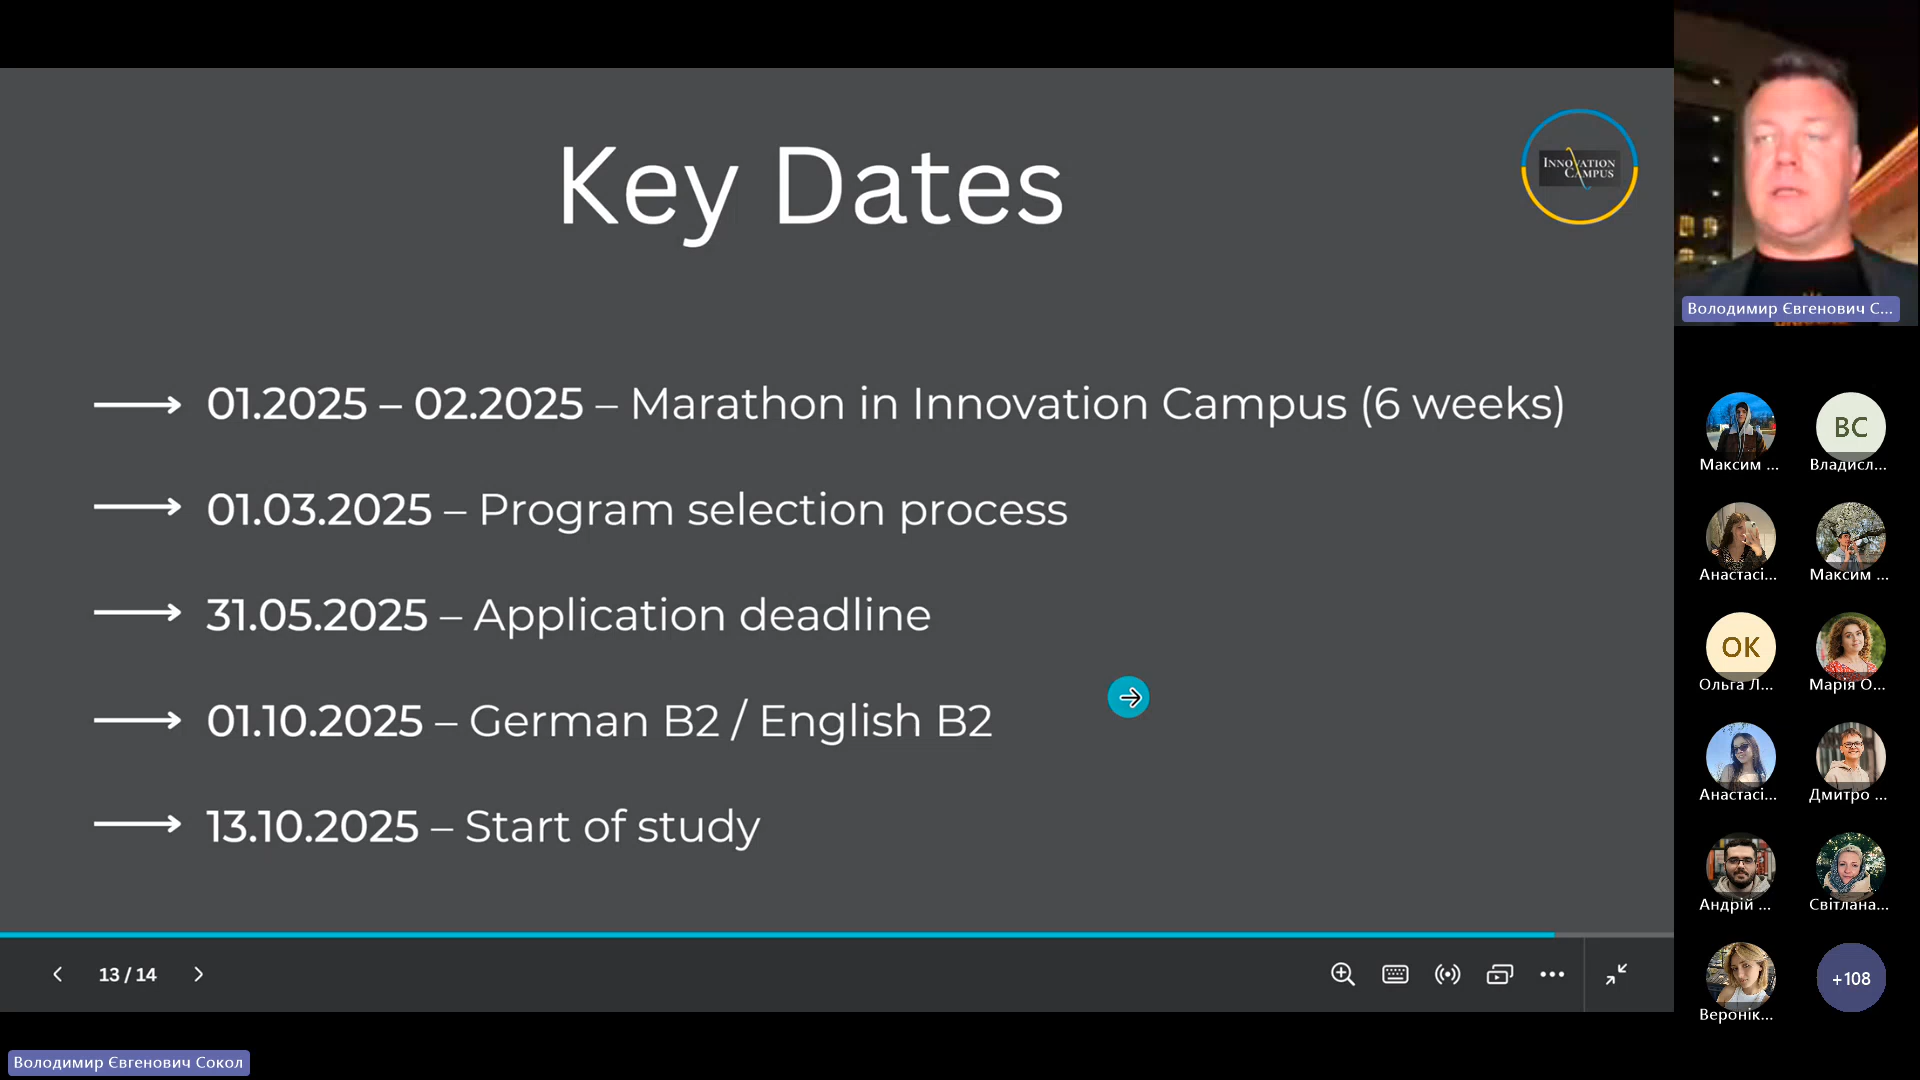 Key Dates
INNOVATION
CAMPUS
01.2025 – 02.2025 – Marathon in Innovation Campus (6 weeks)
01.03.2025 – Program selection process
31.05.2025 – Application deadline
01.10.2025 – German B2 / English B2
13.10.2025 – Start of study
13 / 14
Володимир Євгенович Сокол
Володимир Євгенович С...
Максим ...
ВС
Владисл...
Анастасі...
Максим ...
ОК
Ольга Л...
Марія О...
Анастасі...
Дмитро ...
Андрій ...
Світлана...
Веронік...
+108